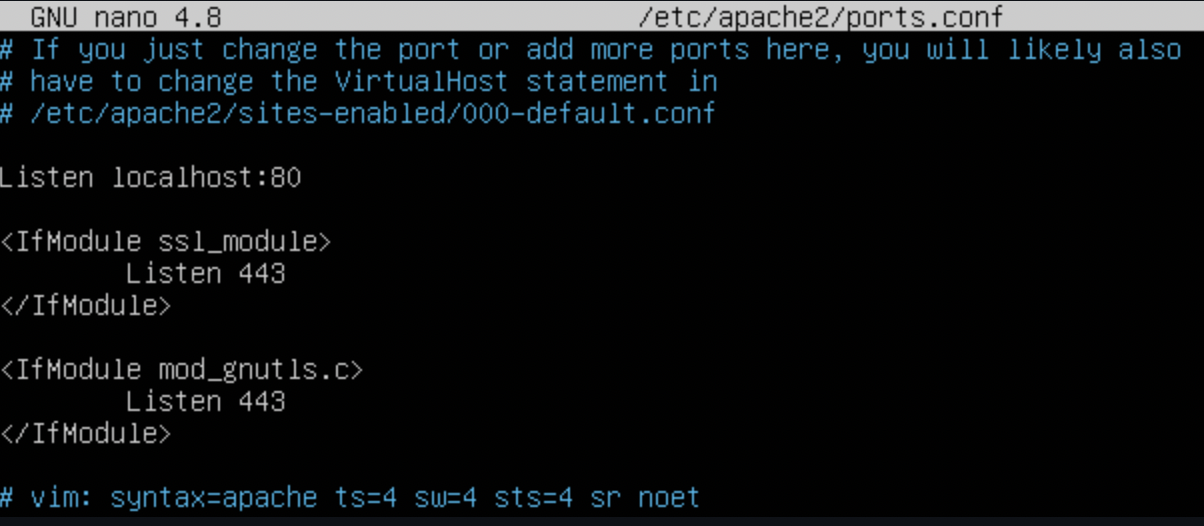 GNU nano 4.8 /etc/apache2/ports.conf
# If you just change the port or add more ports here, you will likely also
# have to change the VirtualHost statement in
# /etc/apache2/sites-enabled/000-default.conf
Listen localhost:80
<IfModule ssl_module>
Listen 443
</IfModule>
<IfModule mod_gnutls.c>
Listen 443
</IfModule>
# vim: syntax=apache ts=4 sw=4 sts=4 sr noet